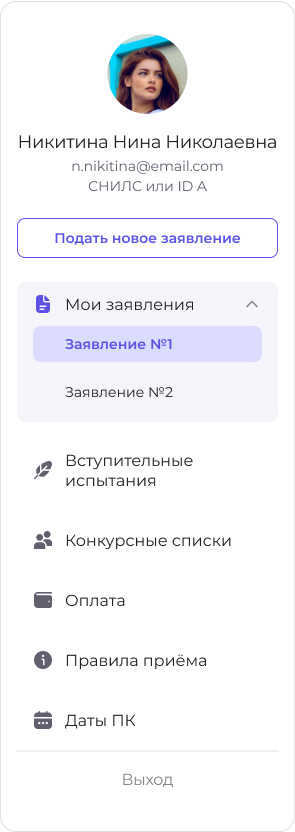 Никитина Нина Николаевна
n.nikitina@email.com
СНИЛС или ID А
Подать новое заявление
Мои заявления
Заявление №1
Заявление №2
Вступительные
испытания
Конкурсные списки
Оплата
Правила приёма
Даты ПК
Выход